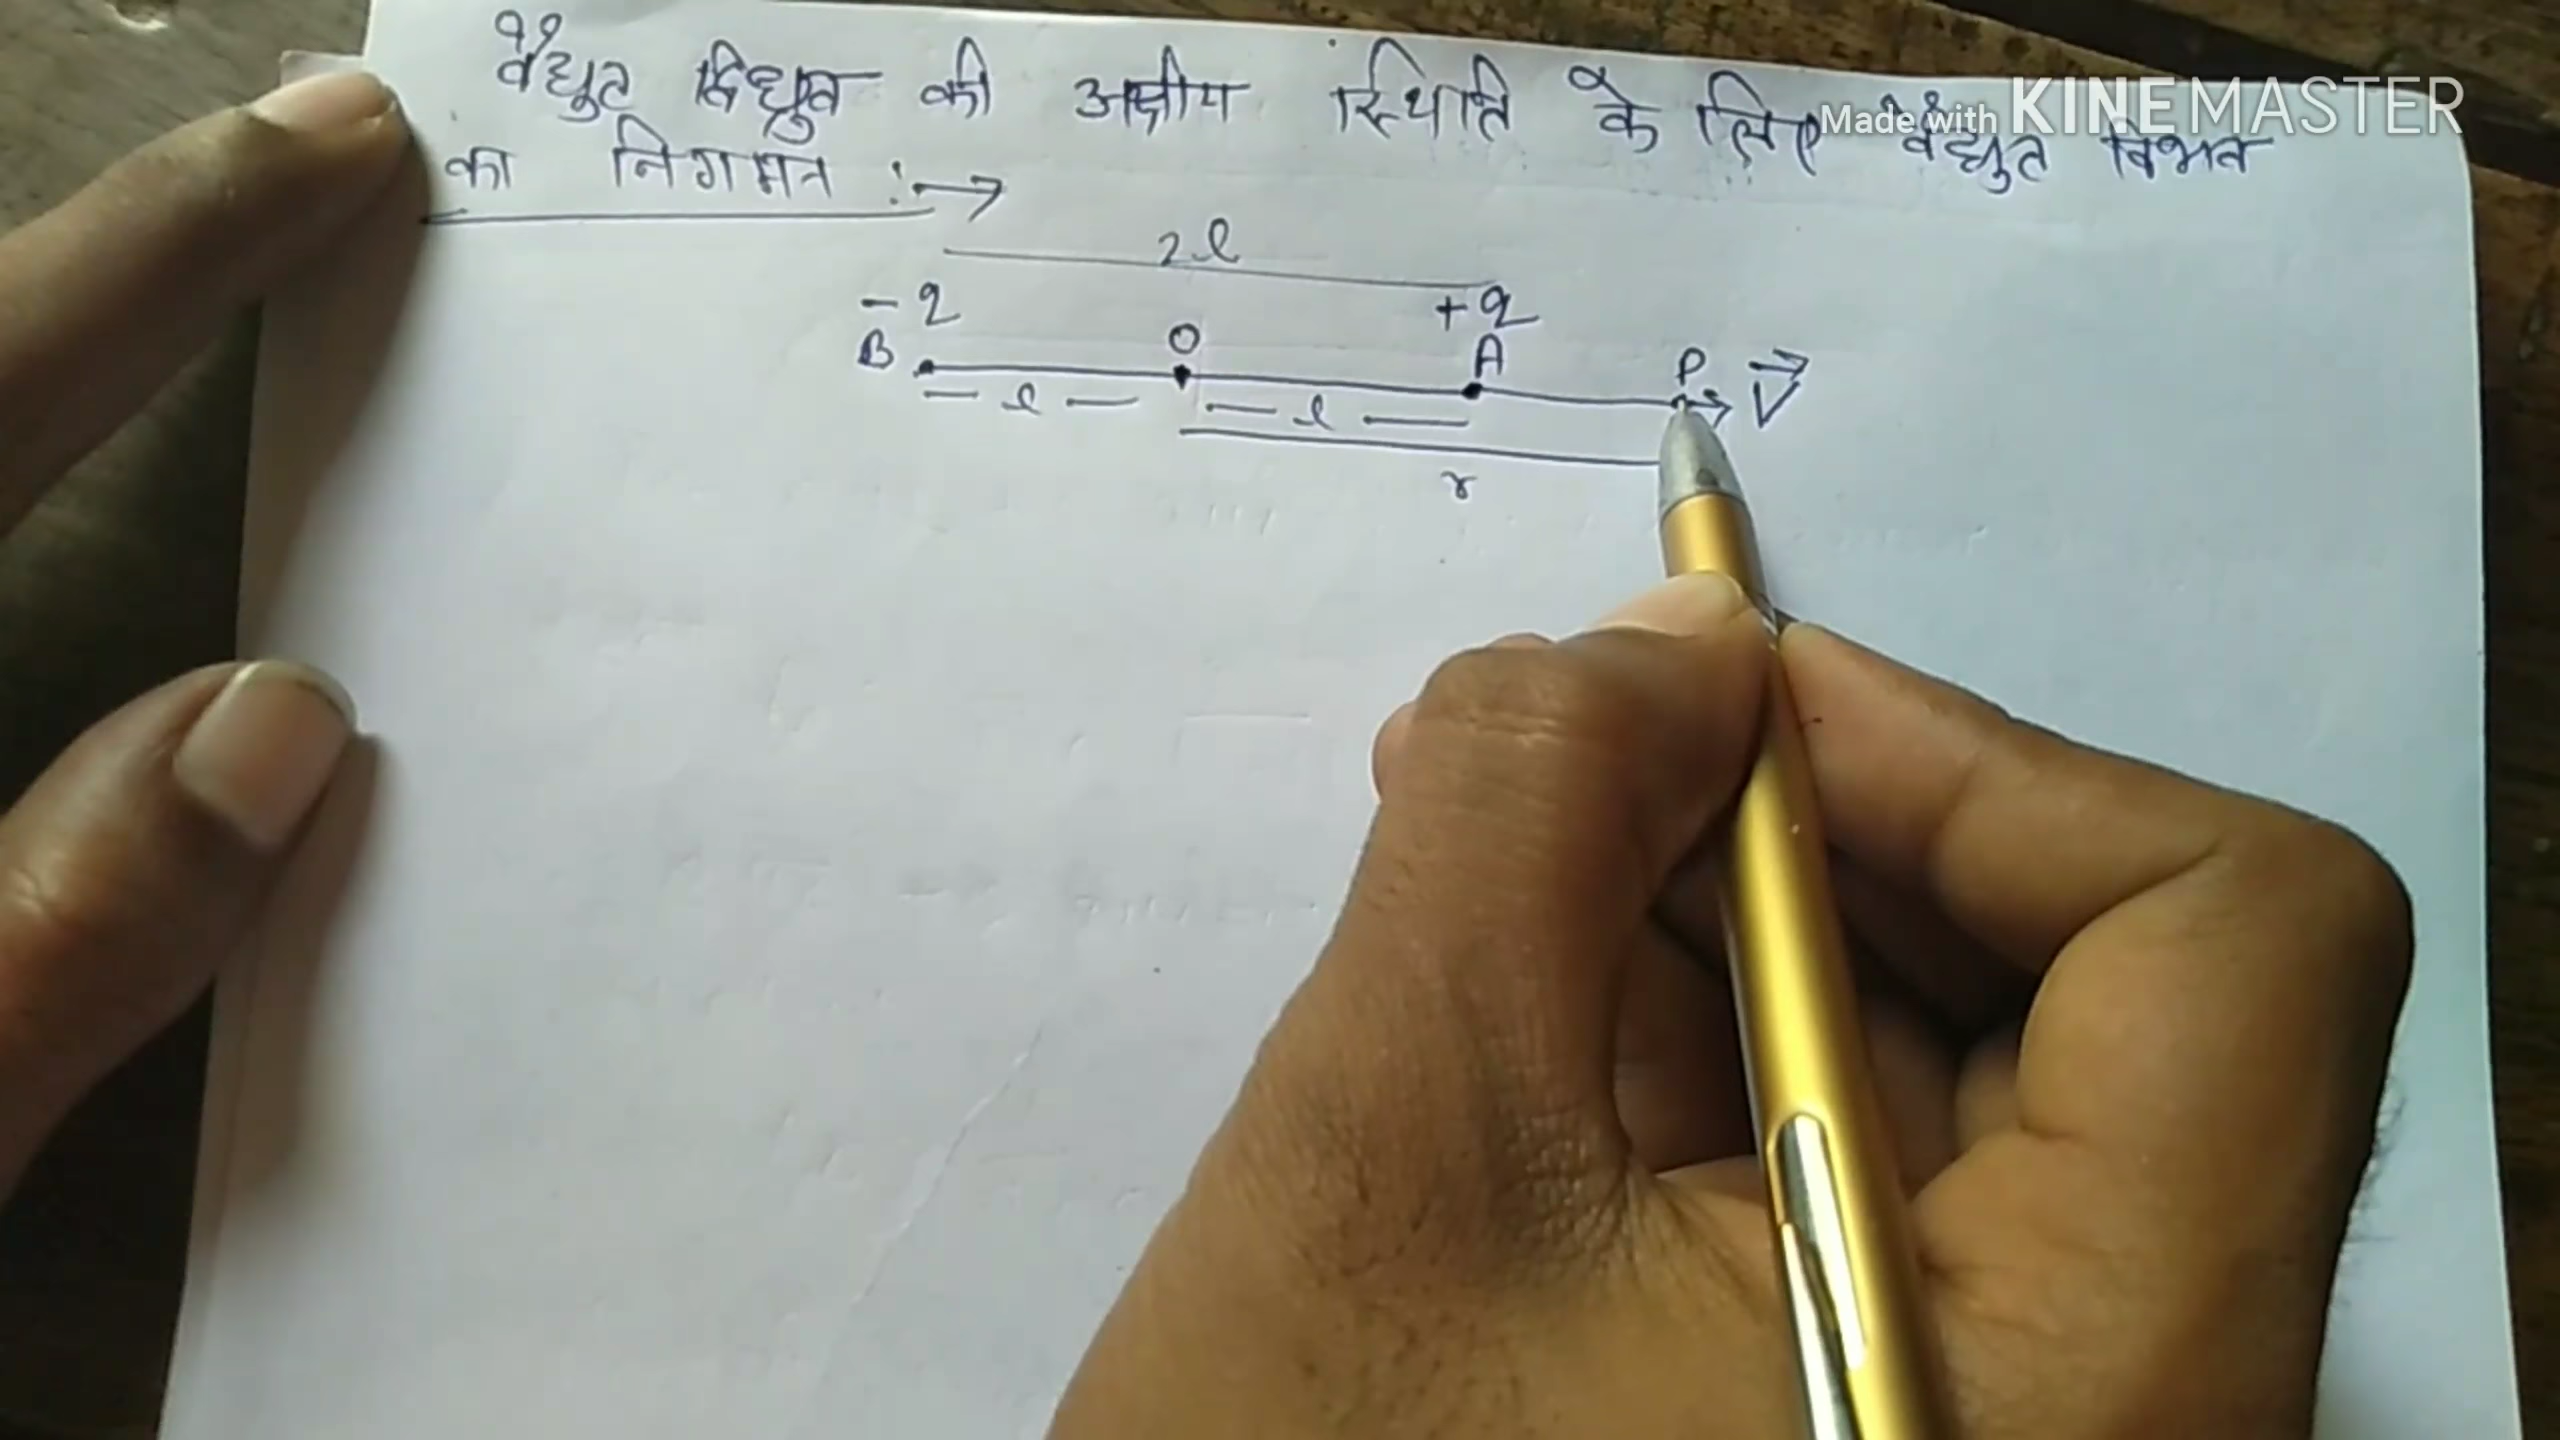 वैद्युत द्विध्रुव की अक्षीय स्थिति के लिए वैद्युत विभव
Made with KINEMASTER
का निगमन :→
2l
- q
+ q
B
O
A
P
V
l
l
r